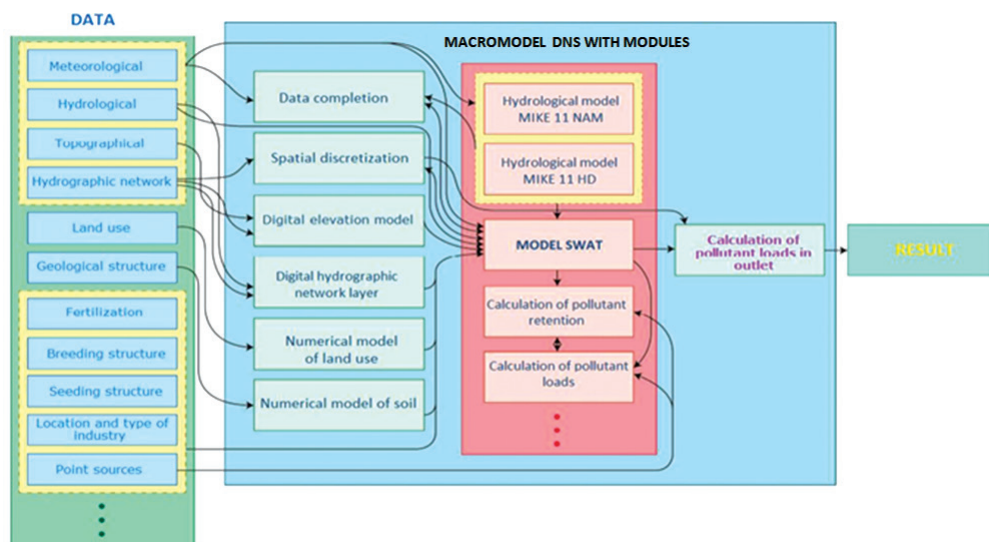 DATA
Meteorological
Hydrological
Topographical
Hydrographic network
Land use
Geological structure
Fertilization
Breeding structure
Seeding structure
Location and type of
industry
Point sources
MACROMODEL DNS WITH MODULES
Data completion
Spatial discretization
Digital elevation model
Digital hydrographic
network layer
Numerical model
of land use
Numerical model of soil
Hydrological model
MIKE 11 NAM
Hydrological model
MIKE 11 HD
MODEL SWAT
Calculation of pollutant
retention
Calculation of pollutant
loads
Calculation of
pollutant loads in
outlet
RESULT